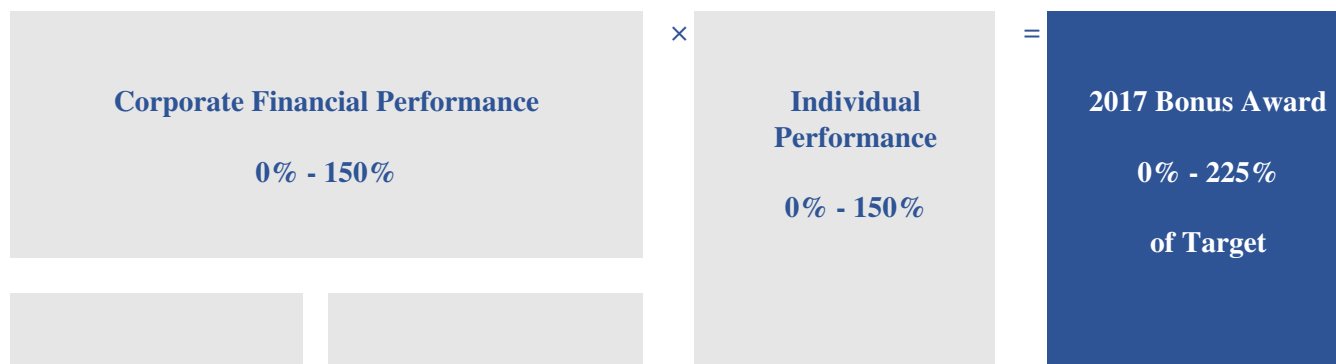 Corporate Financial Performance
0% - 150%
×
Individual
Performance
0% - 150%
=
2017 Bonus Award
0% - 225%
of Target